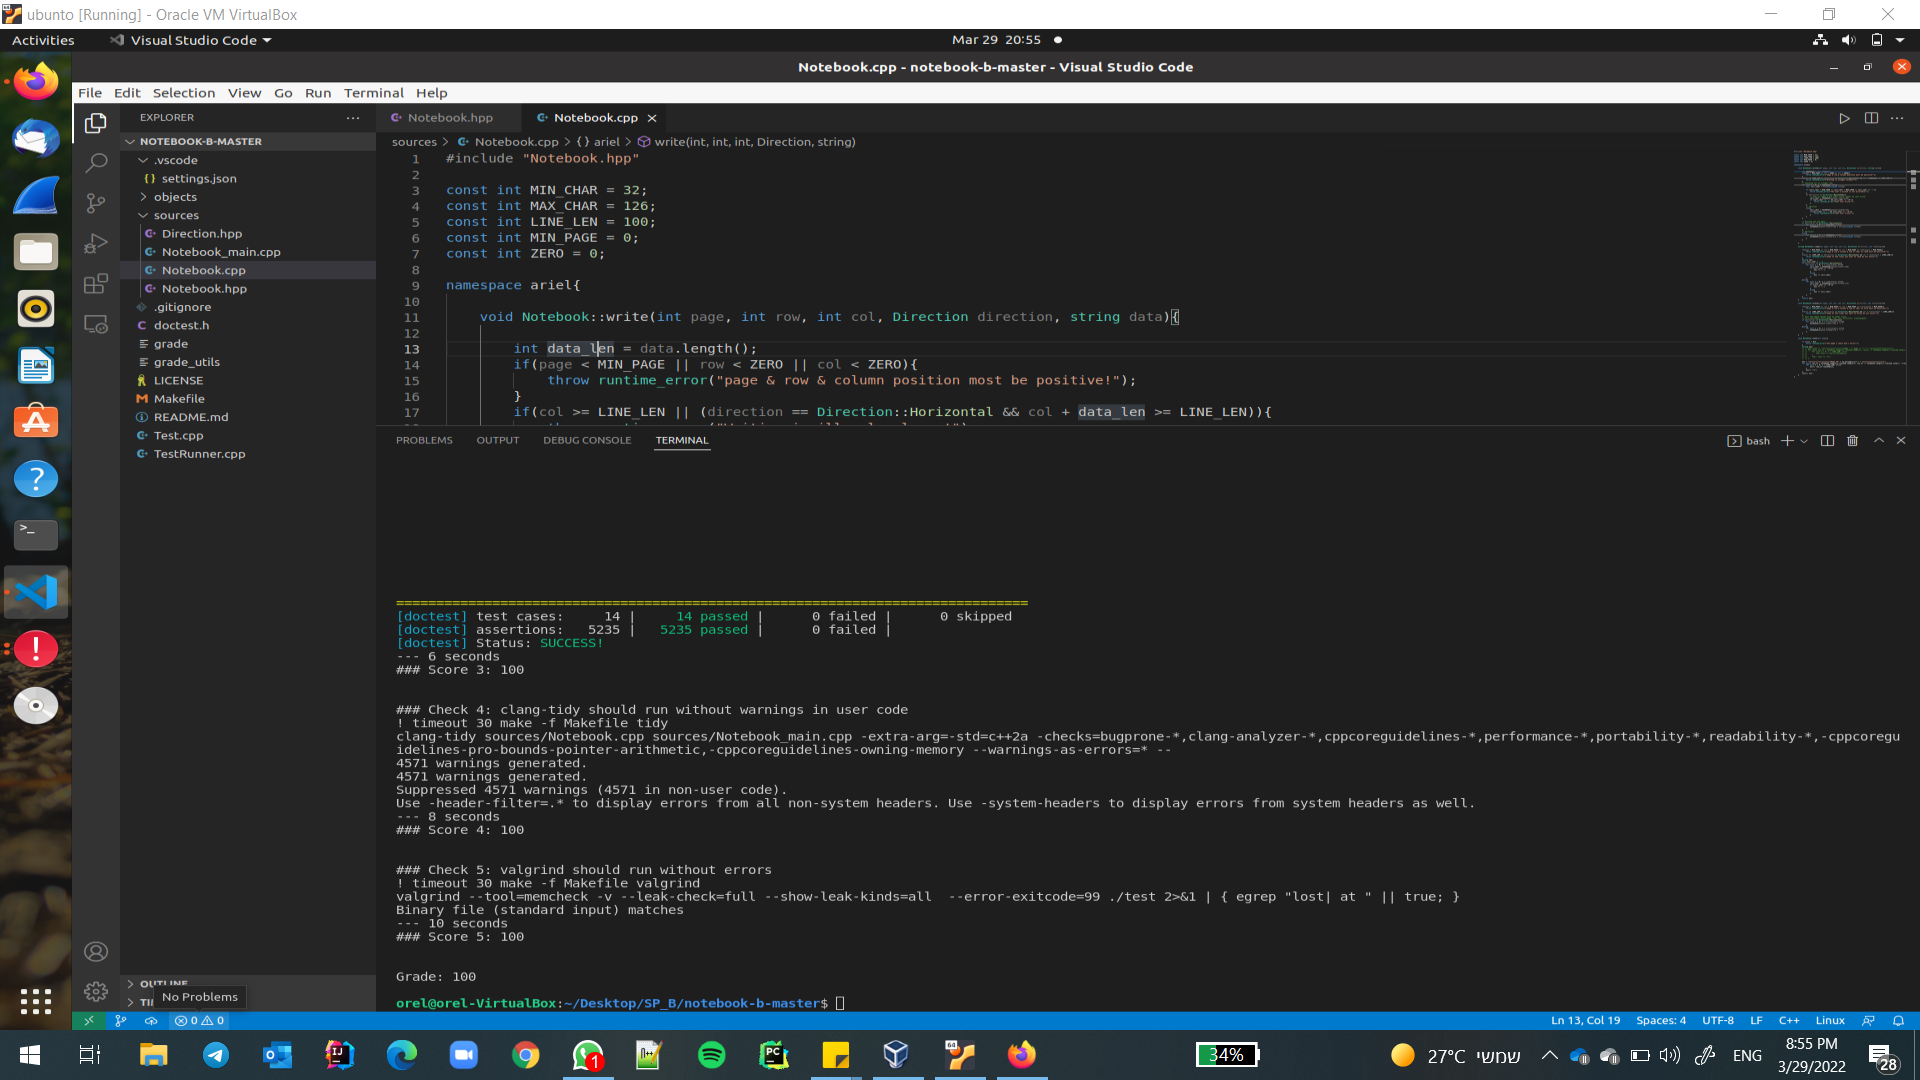 ubunto [Running] - Oracle VM VirtualBox
Activities
Visual Studio Code
Mar 29 20:55
Notebook.cpp - notebook-b-master - Visual Studio Code
File Edit Selection View Go Run Terminal Help
EXPLORER
NOTEBOOK-B-MASTER
.vscode
{} settings.json
objects
sources
Direction.hpp
Notebook_main.cpp
Notebook.cpp
Notebook.hpp
.gitignore
doctest.h
grade
grade_utils
LICENSE
Makefile
README.md
Test.cpp
TestRunner.cpp
OUTLINE
No Problems
Notebook.hpp
Notebook.cpp
sources > Notebook.cpp > {} ariel > write(int, int, int, Direction, string)
1 #include "Notebook.hpp"
2
3 const int MIN_CHAR = 32;
4 const int MAX_CHAR = 126;
5 const int LINE_LEN = 100;
6 const int MIN_PAGE = 0;
7 const int ZERO = 0;
8
9 namespace ariel{
10
11 void Notebook::write(int page, int row, int col, Direction direction, string data){
12
13 int data_len = data.length();
14 if(page < MIN_PAGE || row < ZERO || col < ZERO){
15 throw runtime_error("page & row & column position most be positive!");
16 }
17 if(col >= LINE_LEN || (direction == Direction::Horizontal && col + data_len >= LINE_LEN)){
PROBLEMS OUTPUT DEBUG CONSOLE TERMINAL
bash
===============================================================================
[doctest] test cases: 14 | 14 passed | 0 failed | 0 skipped
[doctest] assertions: 5235 | 5235 passed | 0 failed |
[doctest] Status: SUCCESS!
--- 6 seconds
### Score 3: 100
### Check 4: clang-tidy should run without warnings in user code
! timeout 30 make -f Makefile tidy
clang-tidy sources/Notebook.cpp sources/Notebook_main.cpp -extra-arg=-std=c++2a -checks=bugprone-*,clang-analyzer-*,cppcoreguidelines-*,performance-*,portability-*,readability-*,-cppcoregu
idelines-pro-bounds-pointer-arithmetic,-cppcoreguidelines-owning-memory --warnings-as-errors=* --
4571 warnings generated.
4571 warnings generated.
Suppressed 4571 warnings (4571 in non-user code).
Use -header-filter=.* to display errors from all non-system headers. Use -system-headers to display errors from system headers as well.
--- 8 seconds
### Score 4: 100
### Check 5: valgrind should run without errors
! timeout 30 make -f Makefile valgrind
valgrind --tool=memcheck -v --leak-check=full --show-leak-kinds=all  --error-exitcode=99 ./test 2>&1 | { egrep "lost| at " || true; }
Binary file (standard input) matches
--- 10 seconds
### Score 5: 100
Grade: 100
orel@orel-VirtualBox:~/Desktop/SP_B/notebook-b-master$
0 0
Ln 13, Col 19 Spaces: 4 UTF-8 LF C++ Linux
34%
27°C שמשי
ENG
8:55 PM
3/29/2022
28